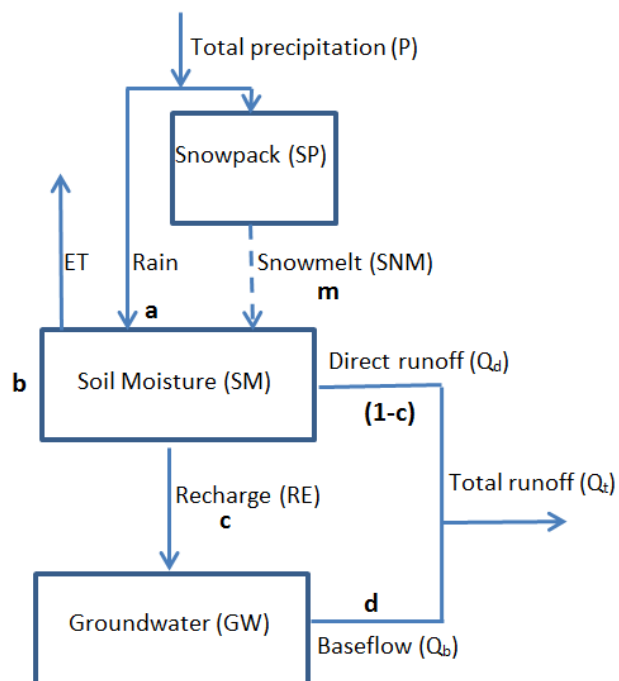 Total precipitation (P)
Snowpack (SP)
ET
Rain
Snowmelt (SNM)
m
a
b
Soil Moisture (SM)
Direct runoff (Qd)
(1-c)
Total runoff (Qt)
Recharge (RE)
c
d
Groundwater (GW)
Baseflow (Qb)